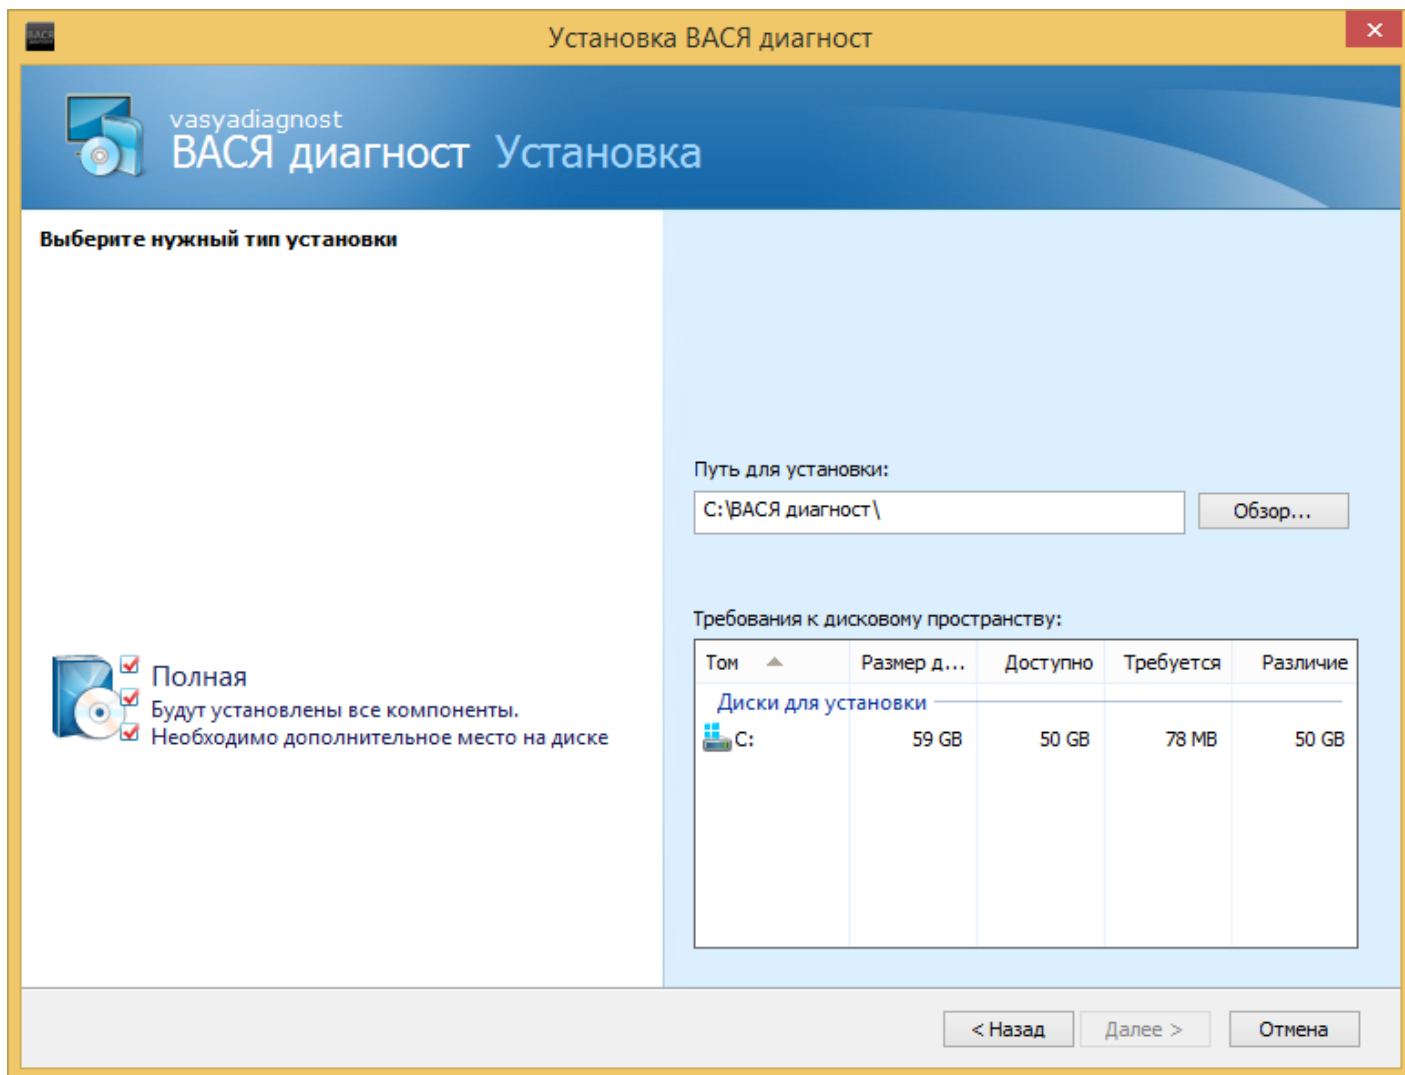 Установка ВАСЯ диагност
vasyadiagnost
ВАСЯ диагност Установка
Выберите нужный тип установки
Путь для установки:
C:\ВАСЯ диагност\
Обзор...
Требования к дисковому пространству:
Том Размер д... Доступно Требуется Различие
Диски для установки
C: 59 GB 50 GB 78 MB 50 GB
Полная
Будут установлены все компоненты.
Необходимо дополнительное место на диске
< Назад Далее > Отмена